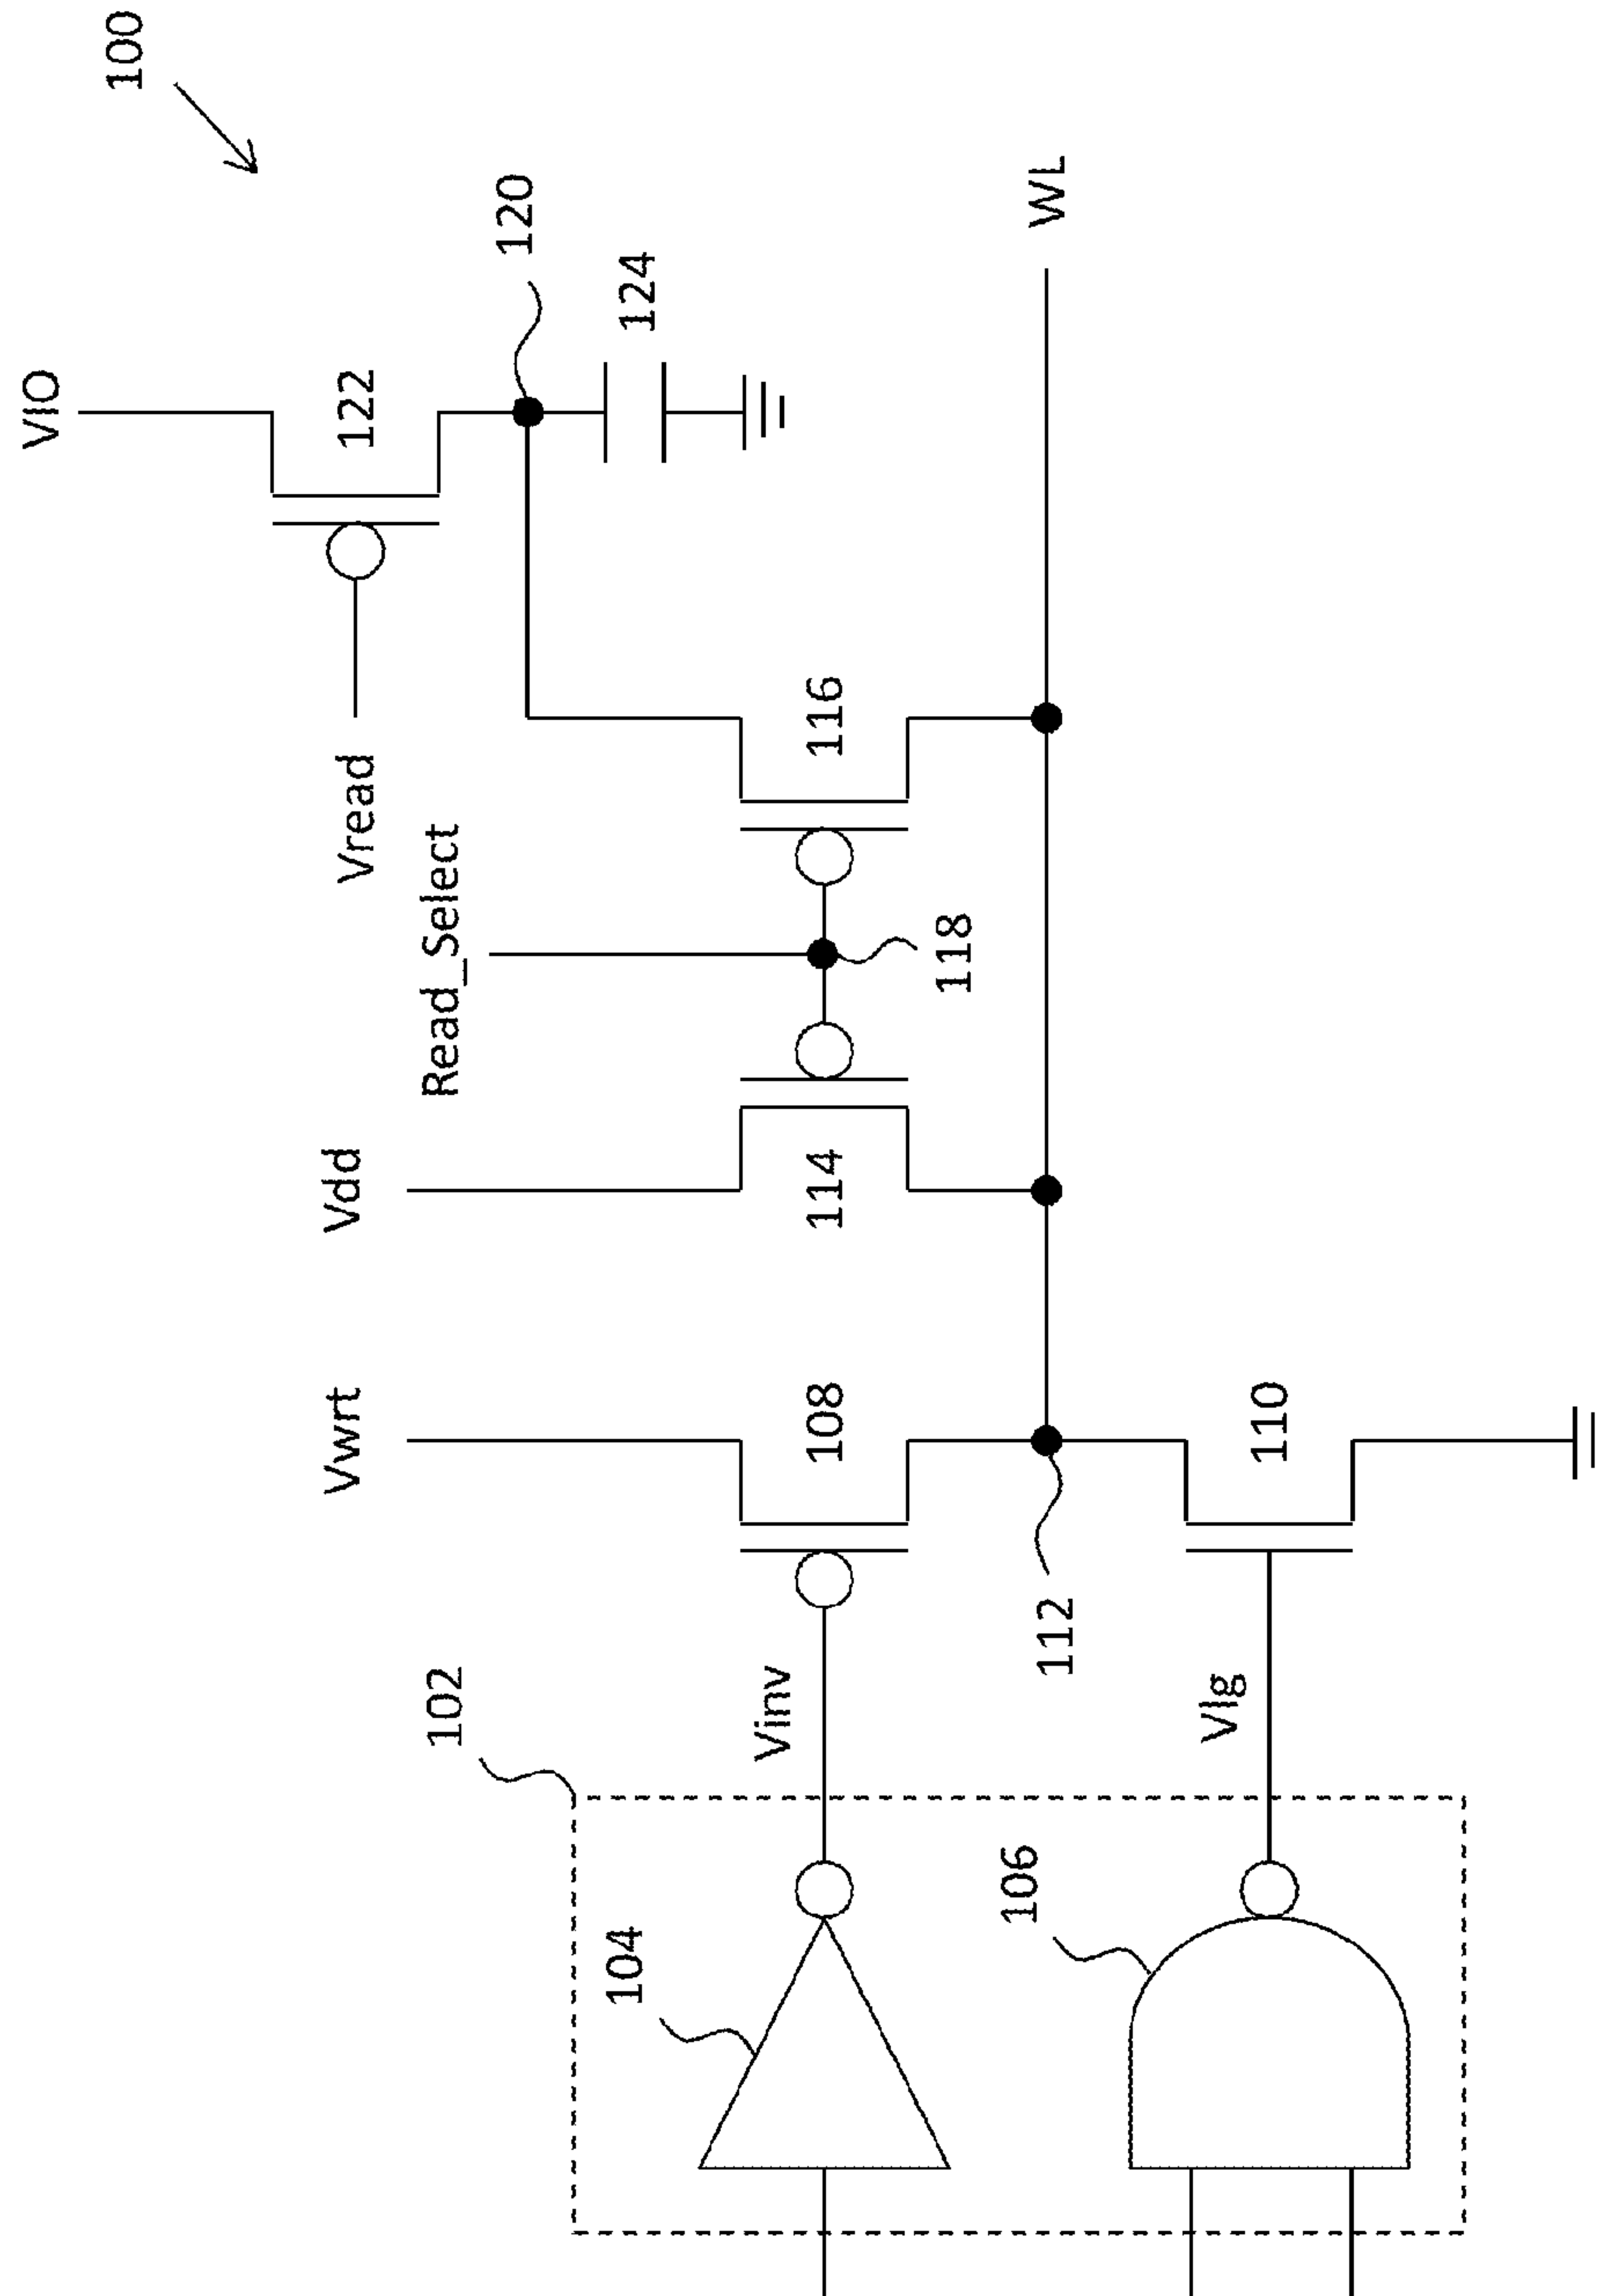 100
VIO
122
120
124
Vread
Read_Select
116
118
WL
Vdd
114
Vwrt
108
112
110
102
Vinv
Vlg
104
106